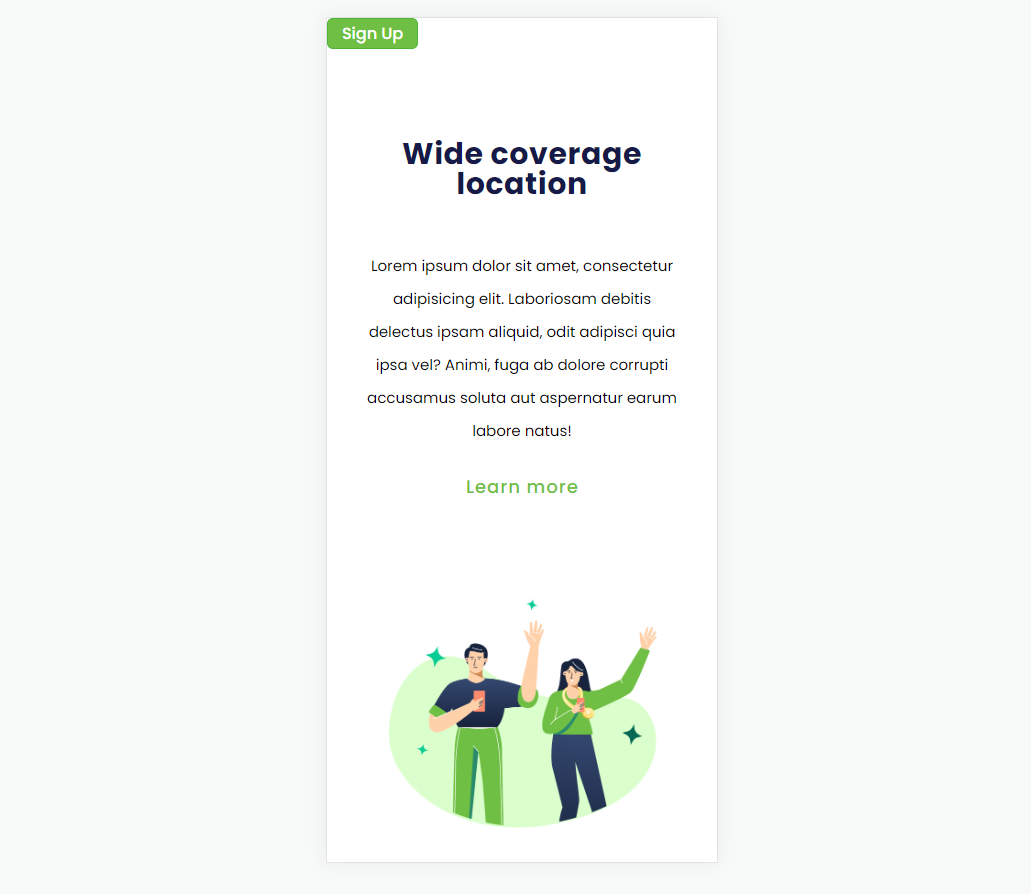 Sign Up
Wide coverage
location
Lorem ipsum dolor sit amet, consectetur
adipisicing elit. Laboriosam debitis
delectus ipsam aliquid, odit adipisci quia
ipsa vel? Animi, fuga ab dolore corrupti
accusamus soluta aut aspernatur earum
labore natus!
Learn more